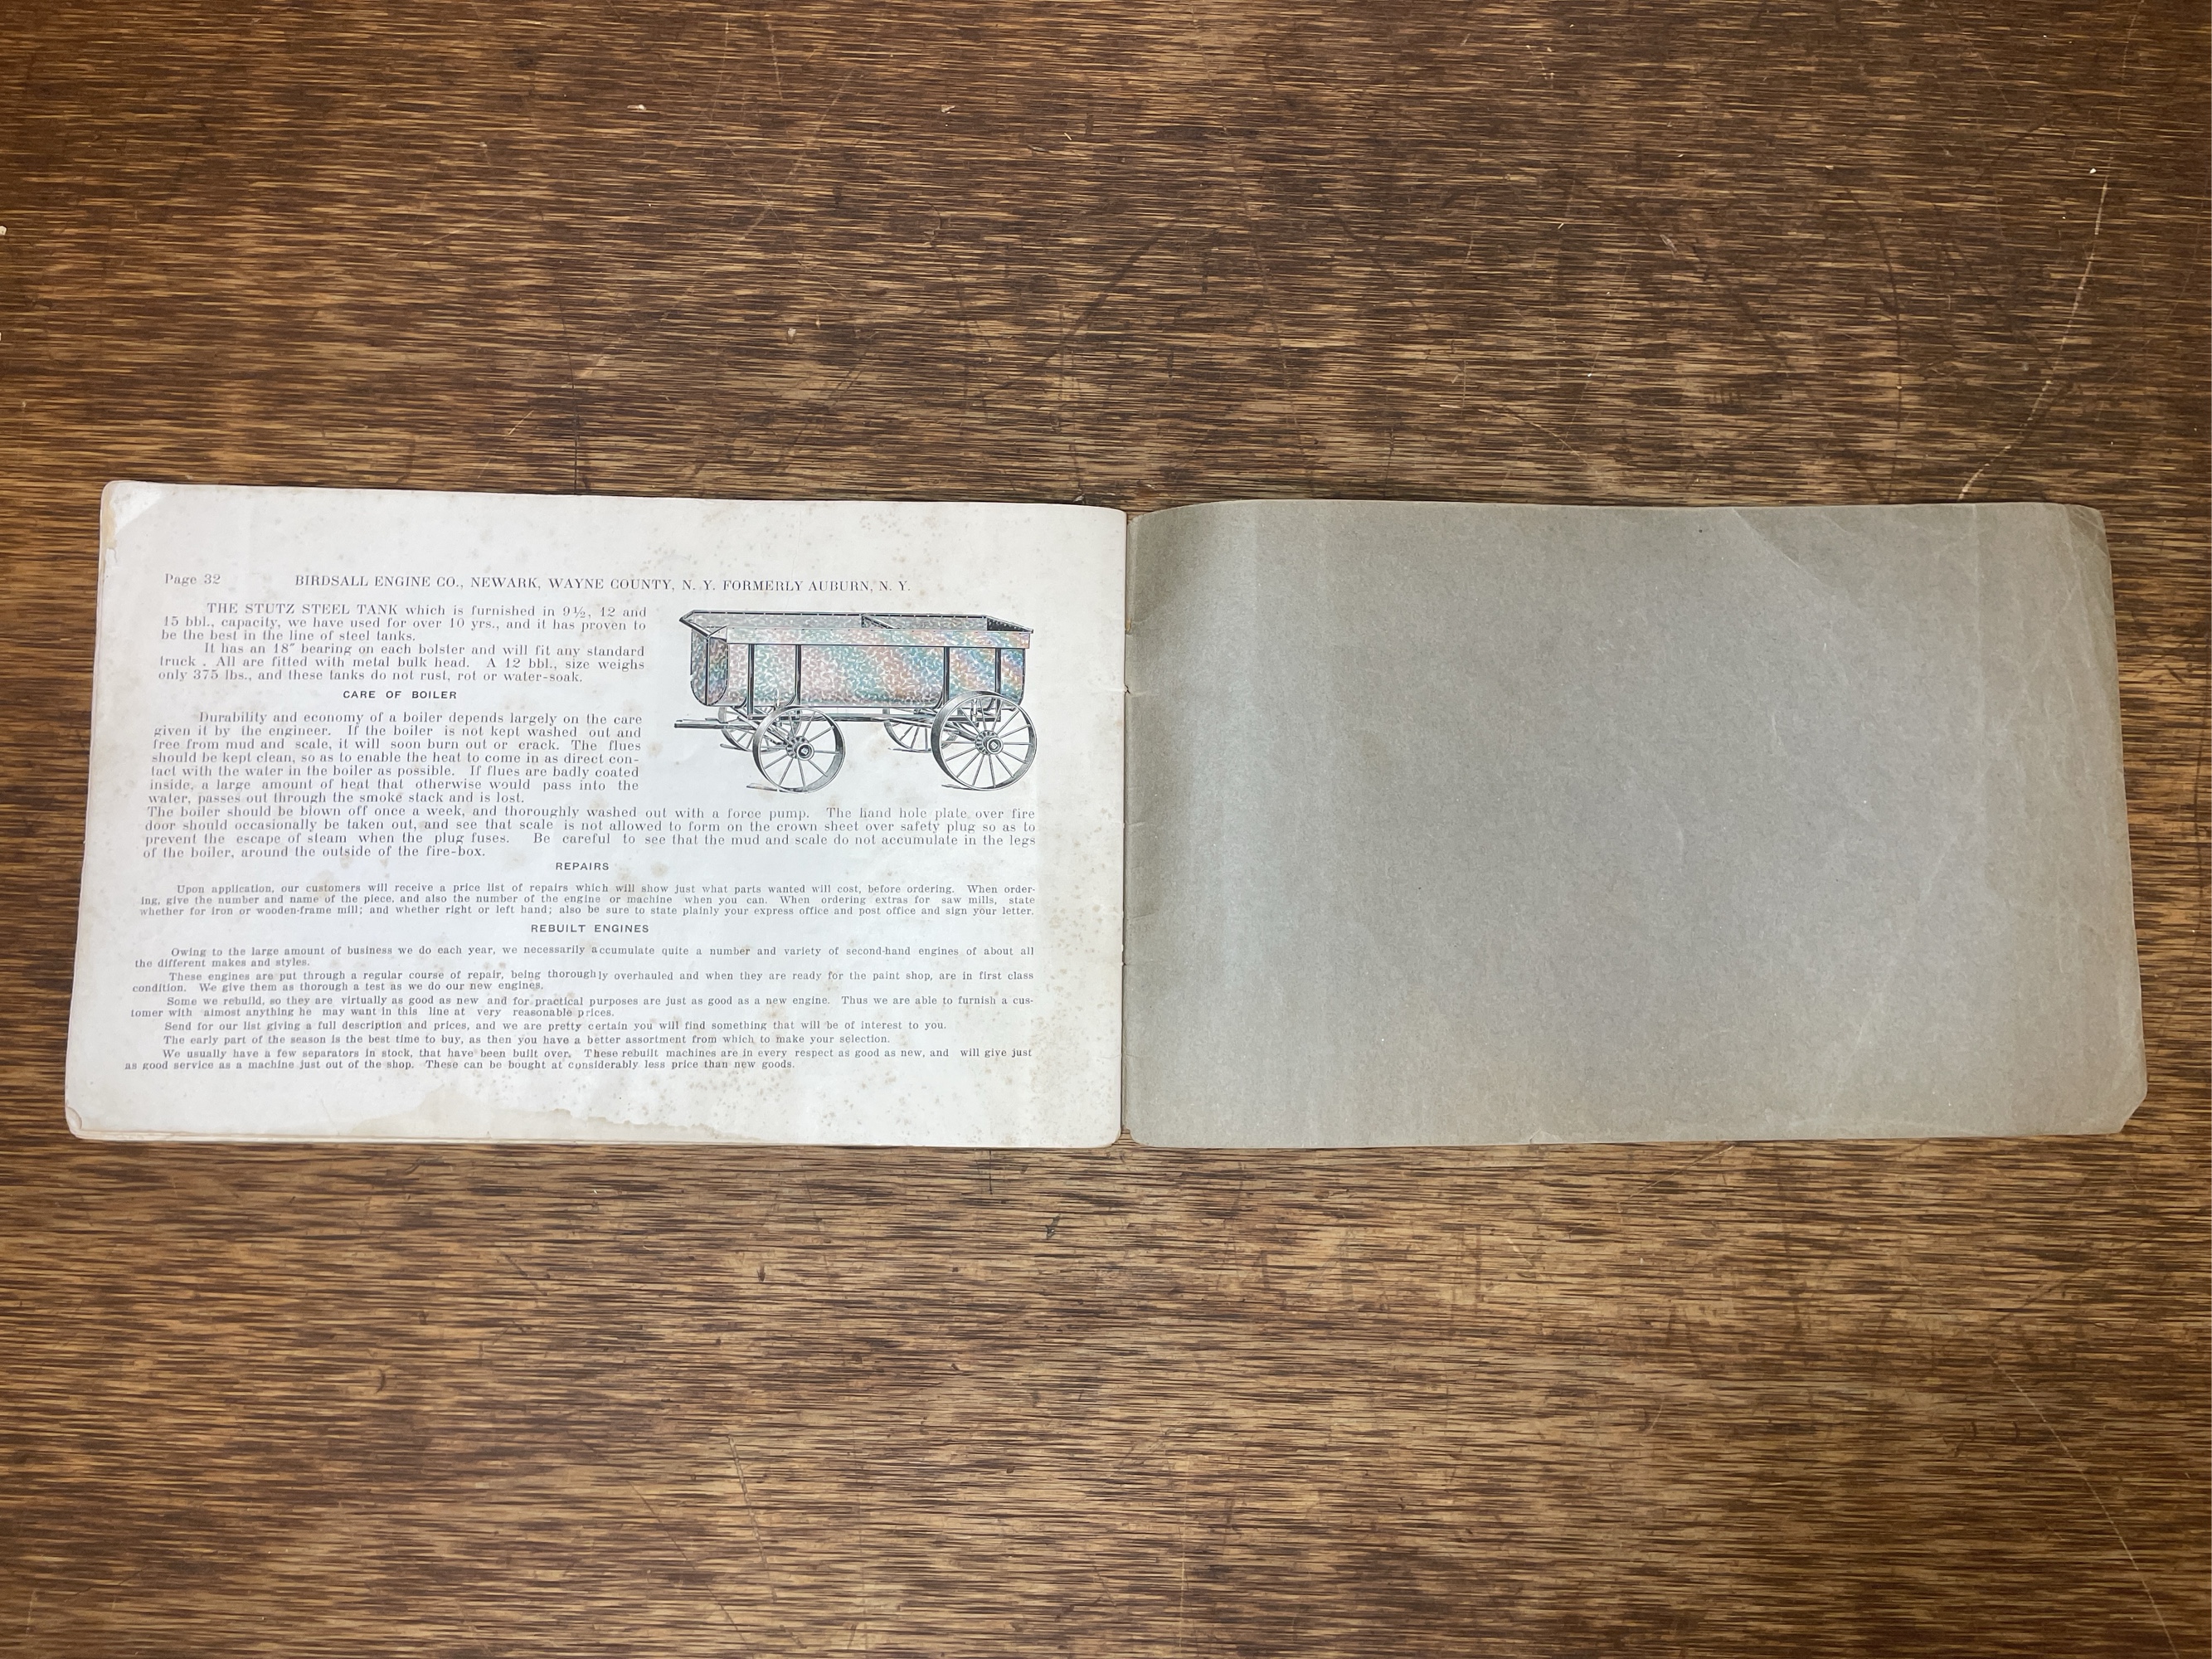 Page 32 BIRDSALL ENGINE CO., NEWARK, WAYNE COUNTY, N. Y. FORMERLY AUBURN, N. Y.
THE STUTZ STEEL TANK which is furnished in 9½, 12 and
15 bbl., capacity, we have used for over 10 yrs., and it has proven to
be the best in the line of steel tanks.
It has an 18″ bearing on each bolster and will fit any standard
truck . All are fitted with metal bulk head. A 12 bbl., size weighs
only 375 lbs., and these tanks do not rust, rot or water-soak.
CARE OF BOILER
Durability and economy of a boiler depends largely on the care
given it by the engineer. If the boiler is not kept washed out and
free from mud and scale, it will soon burn out or crack. The flues
should be kept clean, so as to enable the heat to come in as direct con-
tact with the water in the boiler as possible. If flues are badly coated
inside, a large amount of heat that otherwise would pass into the
water, passes out through the smoke stack and is lost.
The boiler should be blown off once a week, and thoroughly washed out with a force pump. The hand hole plate over fire
door should occasionally be taken out, and see that scale is not allowed to form on the crown sheet over safety plug so as to
prevent the escape of steam when the plug fuses. Be careful to see that the mud and scale do not accumulate in the legs
of the boiler, around the outside of the fire-box.
REPAIRS
Upon application, our customers will receive a price list of repairs which will show just what parts wanted will cost, before ordering. When order-
ing, give the number and name of the piece, and also the number of the engine or machine when you can. When ordering extras for saw mills, state
whether for iron or wooden-frame mill; and whether right or left hand; also be sure to state plainly your express office and post office and sign your letter.
REBUILT ENGINES
Owing to the large amount of business we do each year, we necessarily accumulate quite a number and variety of second-hand engines of about all
the different makes and styles.
These engines are put through a regular course of repair, being thoroughly overhauled and when they are ready for the paint shop, are in first class
condition. We give them as thorough a test as we do our new engines.
Some we rebuild, so they are virtually as good as new and for practical purposes are just as good as a new engine. Thus we are able to furnish a cus-
tomer with almost anything he may want in this line at very reasonable prices.
Send for our list giving a full description and prices, and we are pretty certain you will find something that will be of interest to you.
The early part of the season is the best time to buy, as then you have a better assortment from which to make your selection.
We usually have a few separators in stock, that have been built over. These rebuilt machines are in every respect as good as new, and will give just
as good service as a machine just out of the shop. These can be bought at considerably less price than new goods.